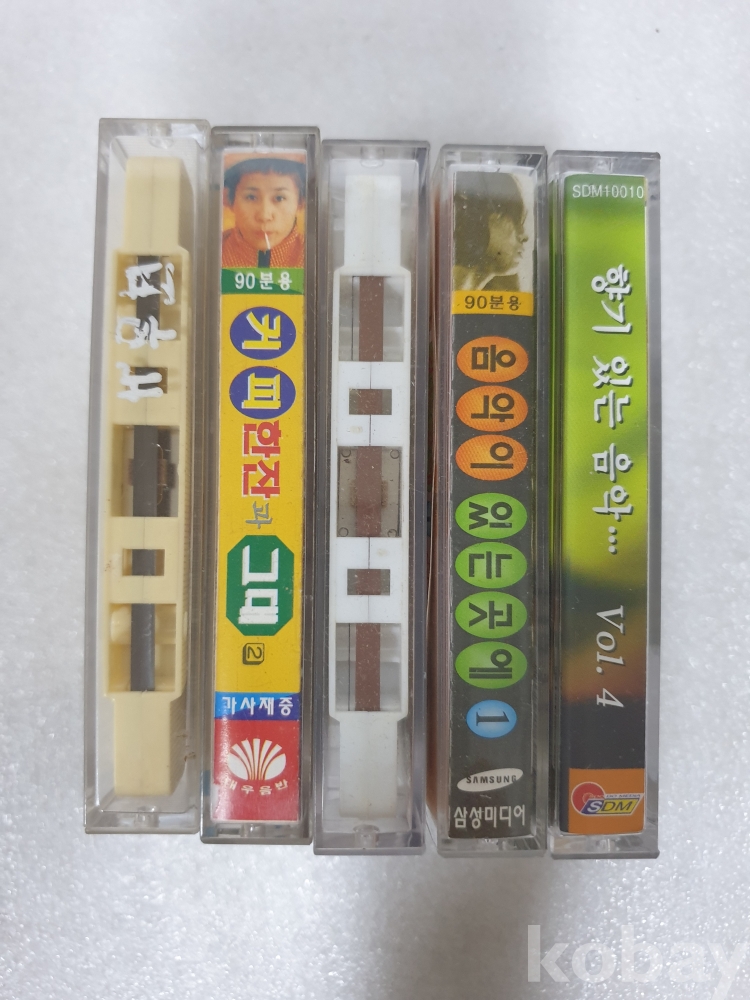 90분용
커피한잔과 그대 2
가사재중
대우음반
90분용
음악이 있는곳에 1
SAMSUNG
삼성미디어
SDM10010
향기 있는 음악... Vol. 4
SDM
kobay